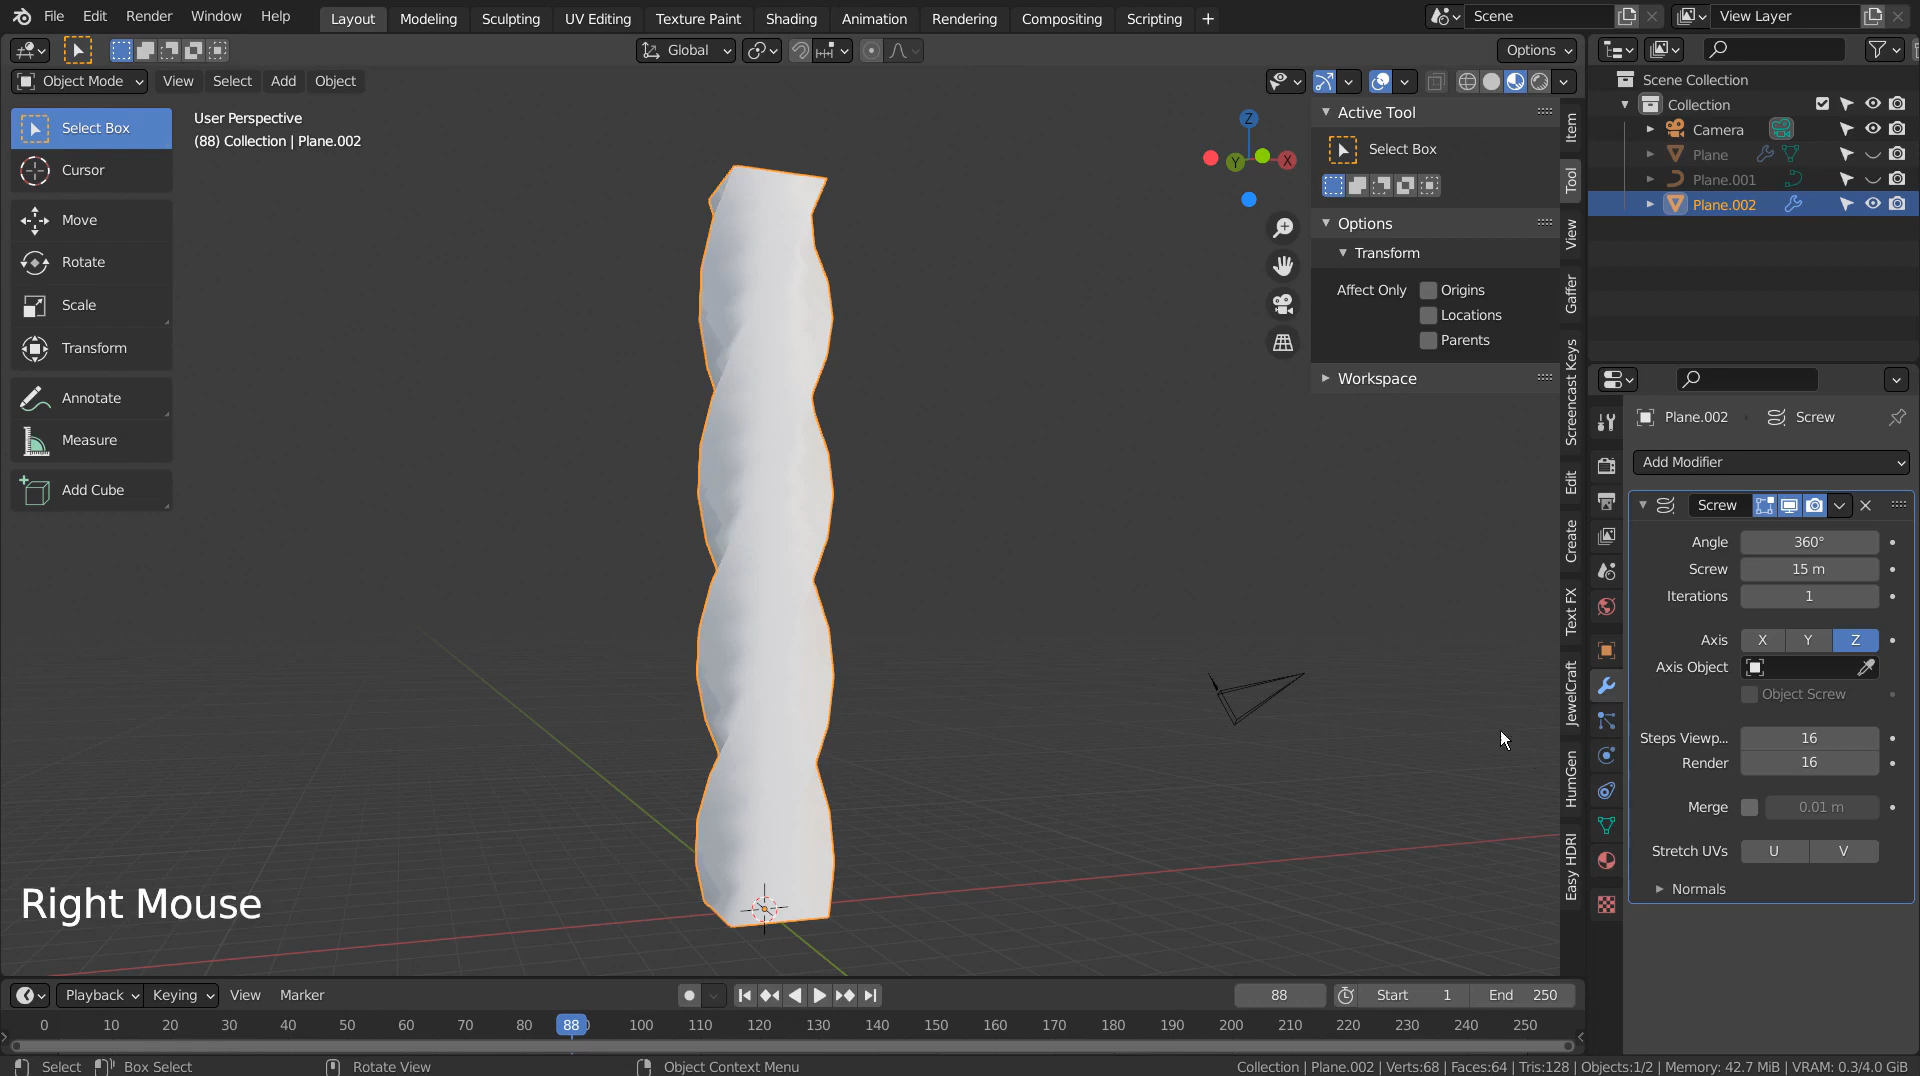 File Edit Render Window Help Layout Modeling Sculpting UV Editing Texture Paint Shading Animation Rendering Compositing Scripting + Scene View Layer
Global Options
Object Mode View Select Add Object
Select Box
Cursor
Move
Rotate
Scale
Transform
Annotate
Measure
Add Cube
User Perspective
(88) Collection | Plane.002
Z
Y
X
Active Tool
Select Box
Options
Transform
Affect Only Origins
Locations
Parents
Workspace
Item
Tool
View
Gaffer
Screencast Keys
Edit
Create
Text FX
JewelCraft
HumGen
Easy HDRI
Scene Collection
Collection
Camera
Plane
Plane.001
Plane.002
Plane.002 Screw
Add Modifier
Screw
Angle 360°
Screw 15 m
Iterations 1
Axis X Y Z
Axis Object
Object Screw
Steps Viewp... 16
Render 16
Merge 0.01 m
Stretch UVs U V
Normals
Right Mouse
Playback Keying View Marker 88 Start 1 End 250
0 10 20 30 40 50 60 70 80 88 100 110 120 130 140 150 160 170 180 190 200 210 220 230 240 250
Select Box Select Rotate View Object Context Menu Collection | Plane.002 | Verts:68 | Faces:64 | Tris:128 | Objects:1/2 | Memory: 42.7 MiB | VRAM: 0.3/4.0 GiB